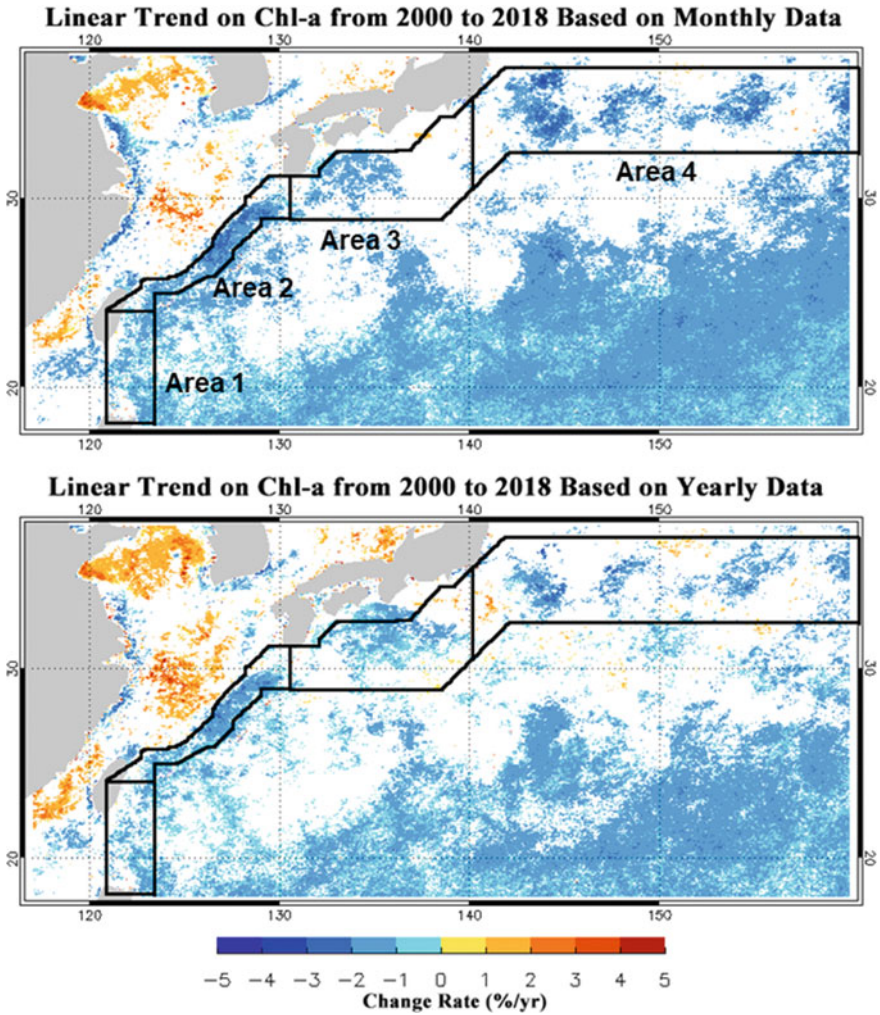 Linear Trend on Chl-a from 2000 to 2018 Based on Monthly Data
120 130 140 150
30 30
20 20
Area 4
Area 3
Area 2
Area 1
120 130 140 150
Linear Trend on Chl-a from 2000 to 2018 Based on Yearly Data
120 130 140 150
30 30
20 20
120 130 140 150
−5 −4 −3 −2 −1 0 1 2 3 4 5
Change Rate (%/yr)